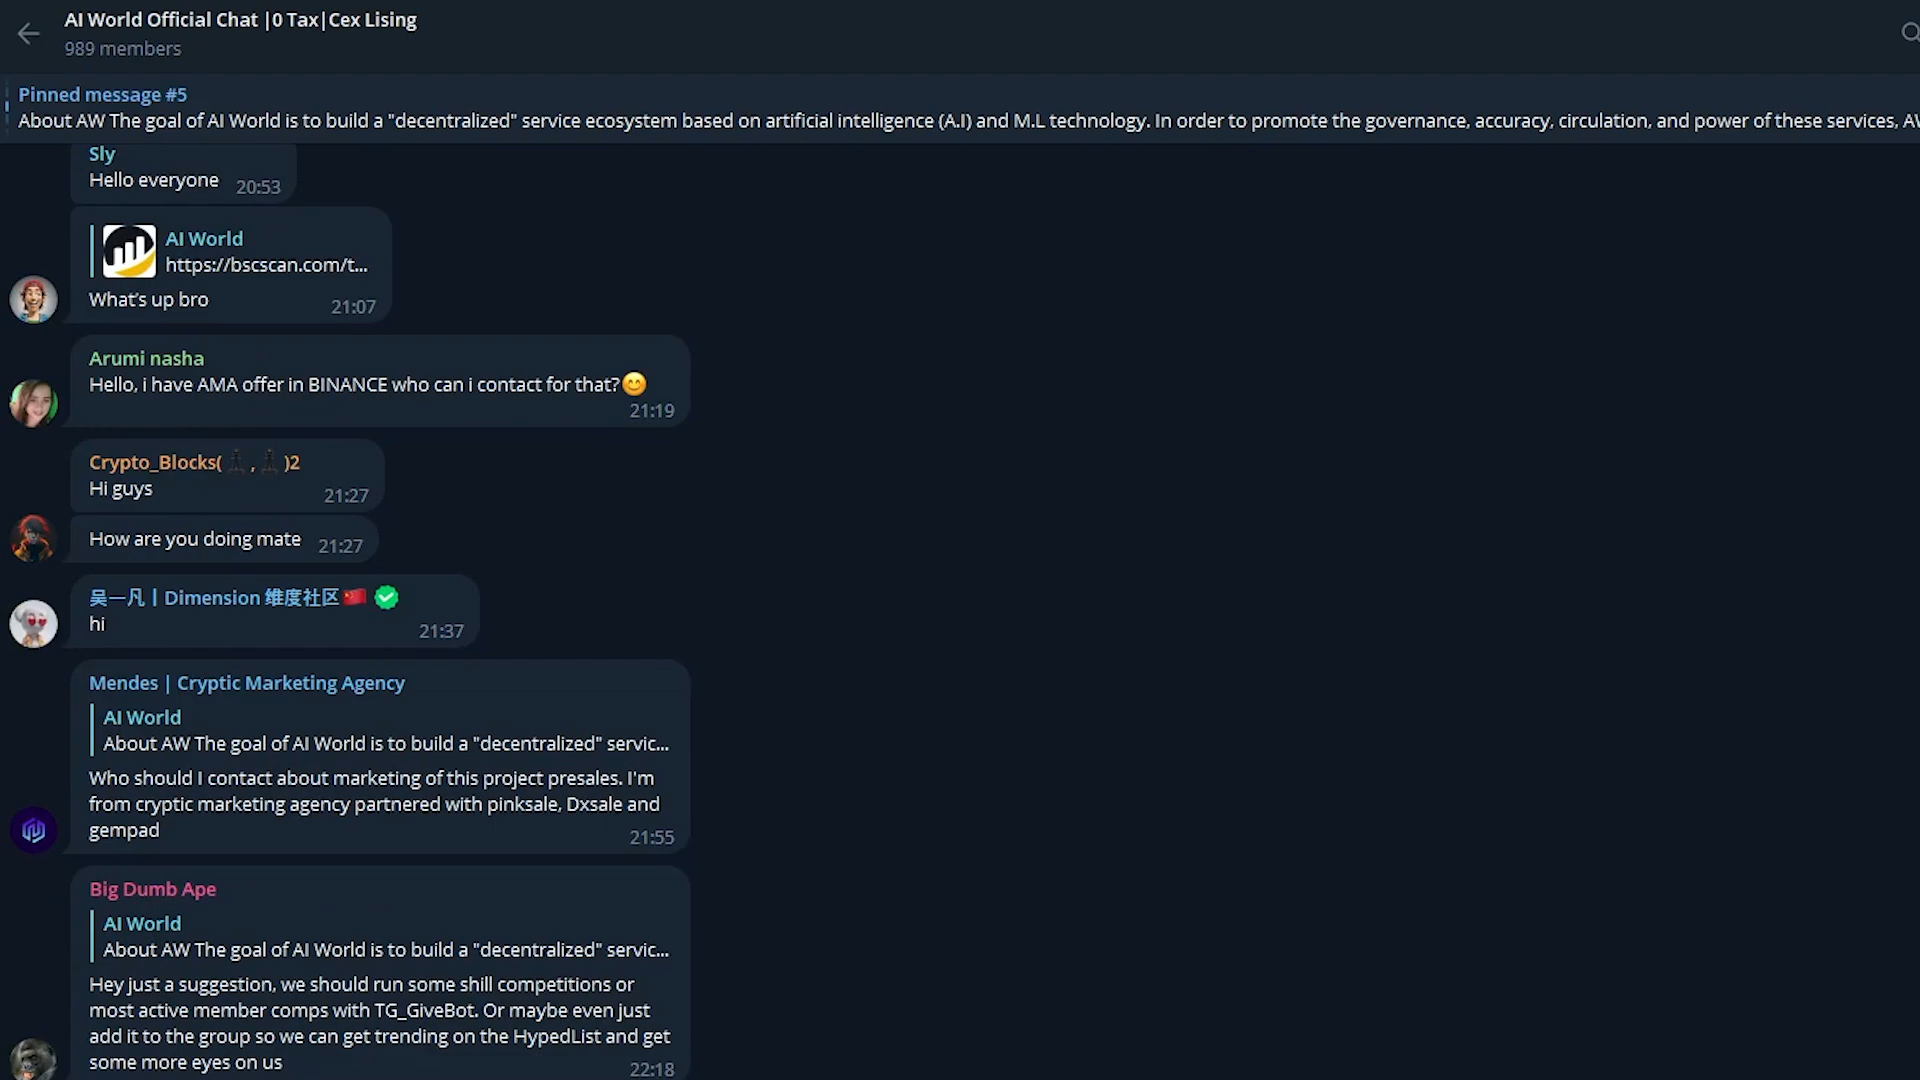 AI World Official Chat |0 Tax|Cex Lising
989 members
Pinned message #5
About AW The goal of AI World is to build a "decentralized" service ecosystem based on artificial intelligence (A.I) and M.L technology. In order to promote the governance, accuracy, circulation, and power of these services, AW
Sly
Hello everyone 20:53
AI World
https://bscscan.com/t...
What's up bro 21:07
Arumi nasha
Hello, i have AMA offer in BINANCE who can i contact for that?😊
21:19
Crypto_Blocks( , )2
Hi guys 21:27
How are you doing mate 21:27
吴一凡 | Dimension 维度社区🇨🇳
hi 21:37
Mendes | Cryptic Marketing Agency
AI World
About AW The goal of AI World is to build a "decentralized" servic...
Who should I contact about marketing of this project presales. I'm
from cryptic marketing agency partnered with pinksale, Dxsale and
gempad 21:55
Big Dumb Ape
AI World
About AW The goal of AI World is to build a "decentralized" servic...
Hey just a suggestion, we should run some shill competitions or
most active member comps with TG_GiveBot. Or maybe even just
add it to the group so we can get trending on the HypedList and get
some more eyes on us 22:18